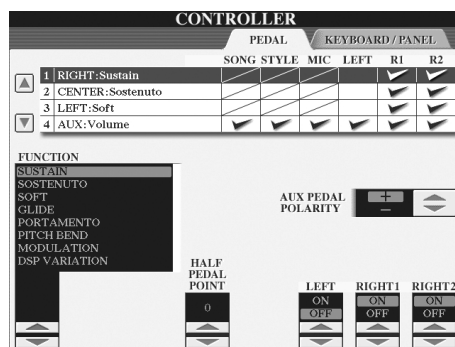 CONTROLLER
PEDAL KEYBOARD / PANEL
SONG STYLE MIC LEFT R1 R2
1 RIGHT:Sustain
2 CENTER:Sostenuto
3 LEFT:Soft
4 AUX:Volume
FUNCTION
SUSTAIN
SOSTENUTO
SOFT
GLIDE
PORTAMENTO
PITCH BEND
MODULATION
DSP VARIATION
AUX PEDAL
POLARITY
+
−
HALF
PEDAL
POINT
0
LEFT RIGHT1 RIGHT2
ON ON ON
OFF OFF OFF